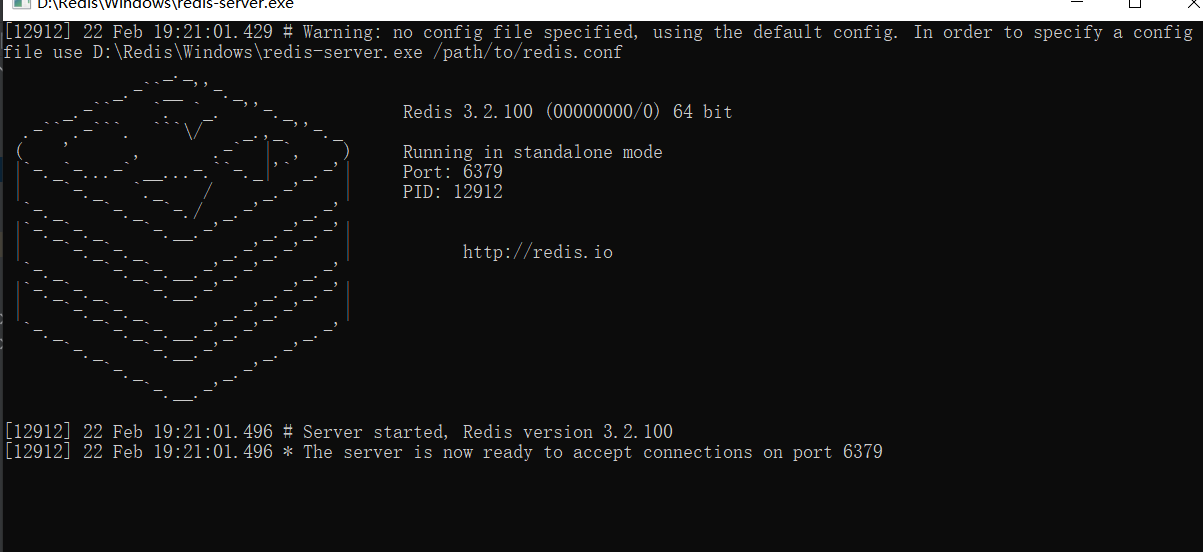 D:\Redis\Windows\redis-server.exe
[12912] 22 Feb 19:21:01.429 # Warning: no config file specified, using the default config. In order to specify a config
file use D:\Redis\Windows\redis-server.exe /path/to/redis.conf
Redis 3.2.100 (00000000/0) 64 bit
Running in standalone mode
Port: 6379
PID: 12912
http://redis.io
[12912] 22 Feb 19:21:01.496 # Server started, Redis version 3.2.100
[12912] 22 Feb 19:21:01.496 * The server is now ready to accept connections on port 6379